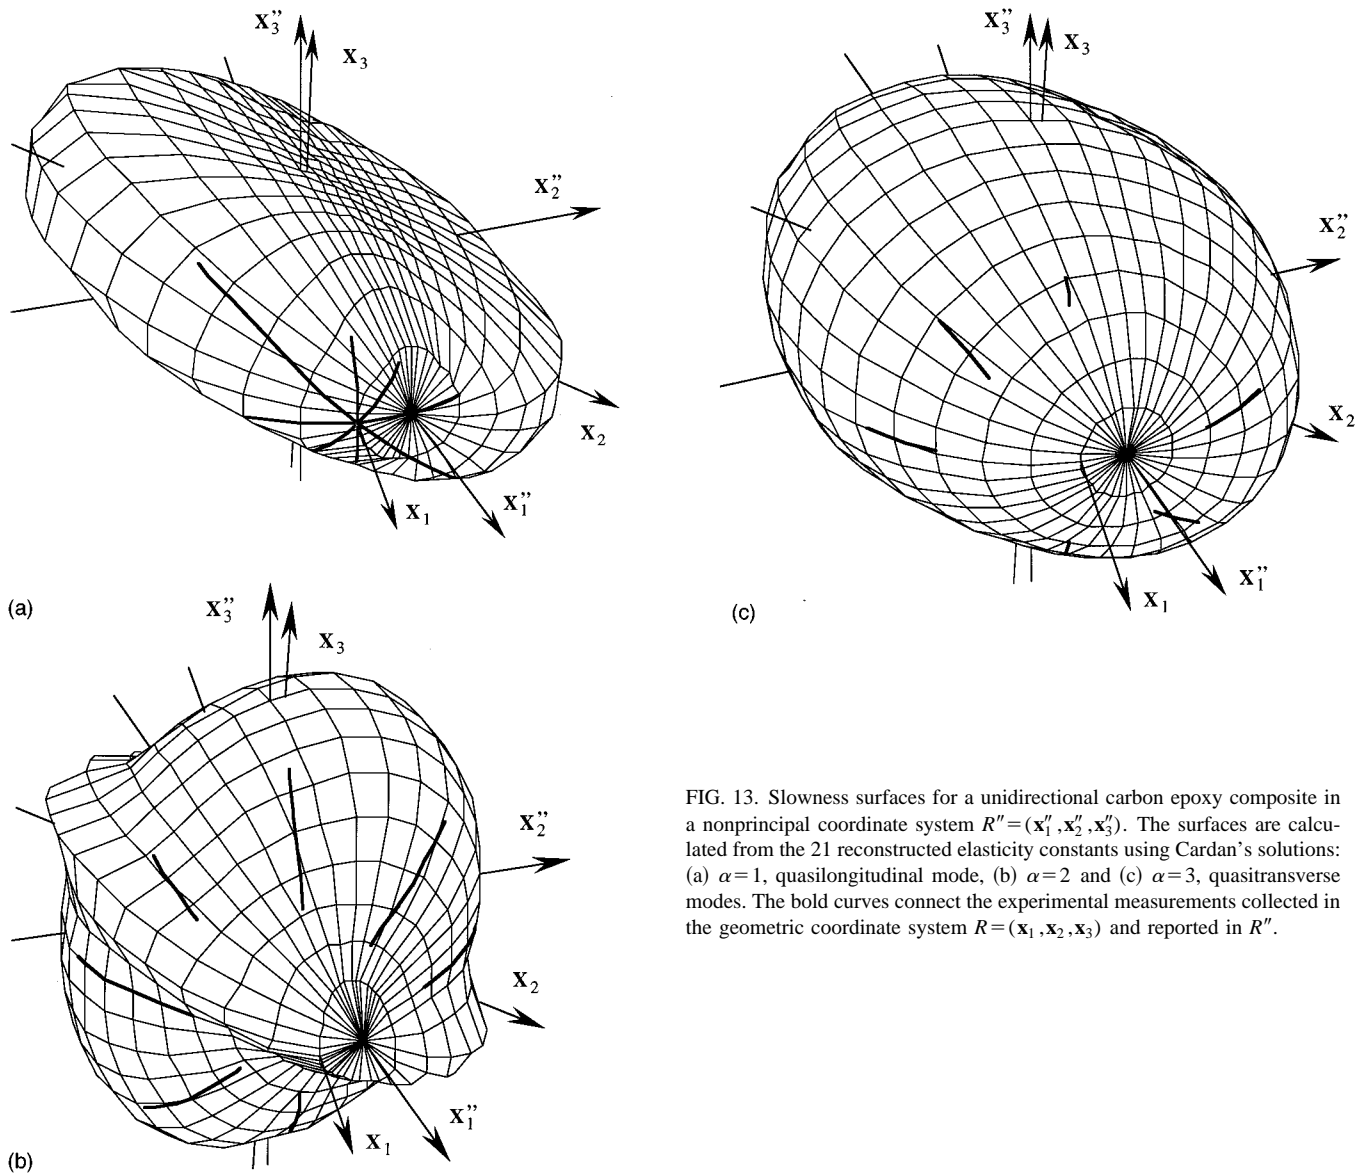 x₃″
x₃
x₂″
x₂
x₁″
x₁
(a)
x₃″
x₃
x₂″
x₂
x₁″
x₁
(c)
x₃″
x₃
x₂″
x₂
x₁″
x₁
(b)
FIG. 13. Slowness surfaces for a unidirectional carbon epoxy composite in
a nonprincipal coordinate system R″=(x₁″,x₂″,x₃″). The surfaces are calcu-
lated from the 21 reconstructed elasticity constants using Cardan's solutions:
(a) α=1, quasilongitudinal mode, (b) α=2 and (c) α=3, quasitransverse
modes. The bold curves connect the experimental measurements collected in
the geometric coordinate system R=(x₁,x₂,x₃) and reported in R″.